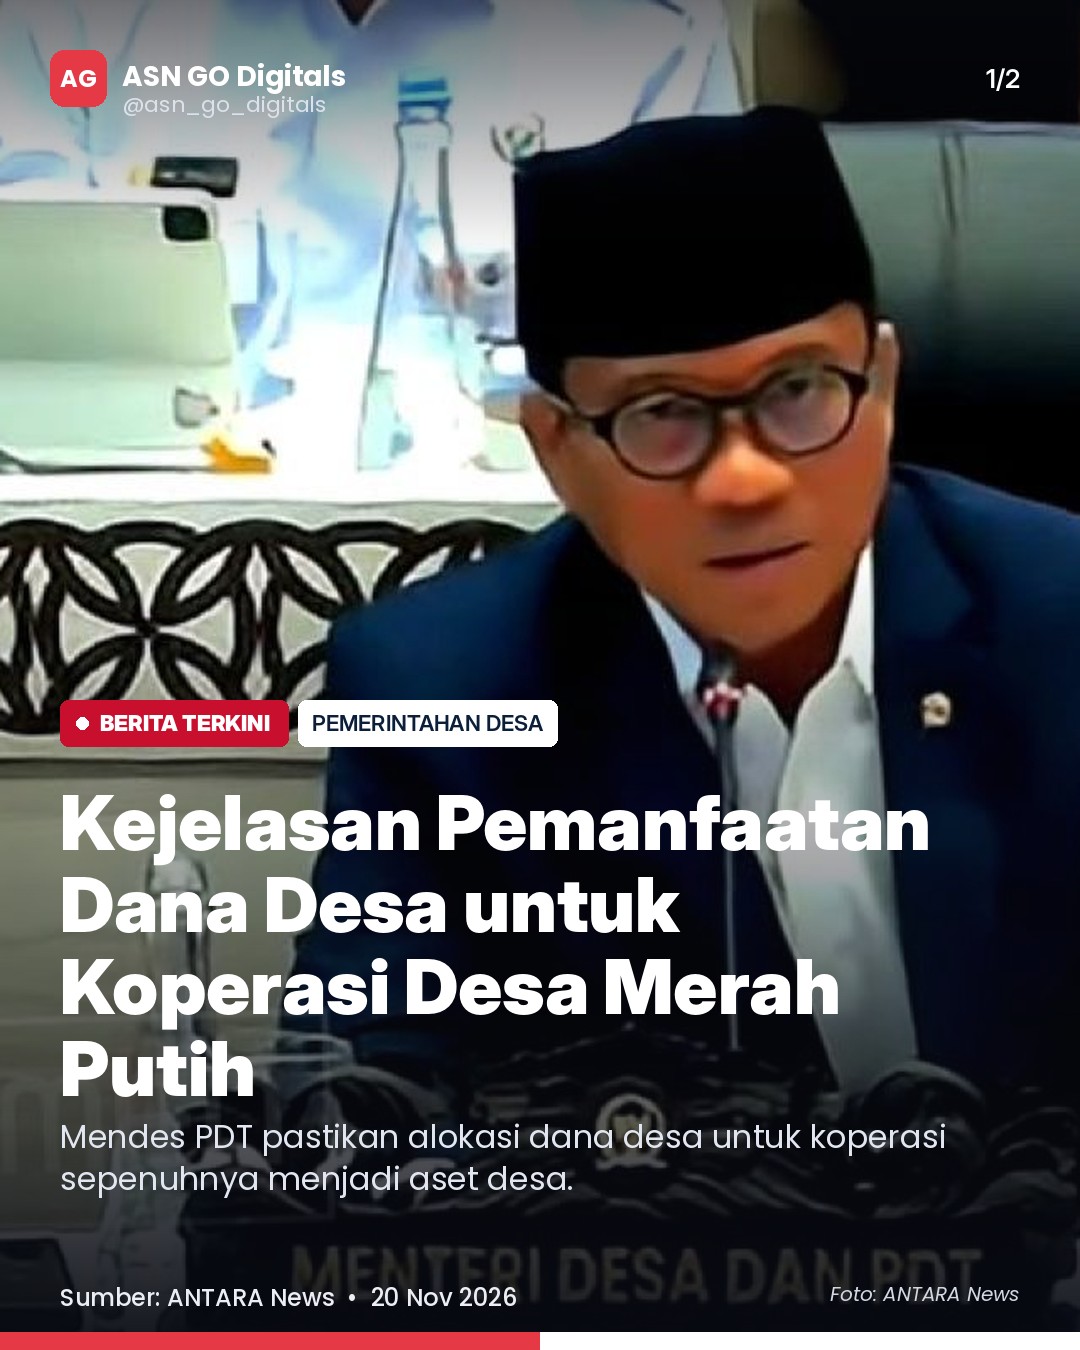 AG
ASN GO Digitals
@asn_go_digitals
1/2
BERITA TERKINI
PEMERINTAHAN DESA
Kejelasan Pemanfaatan
Dana Desa untuk
Koperasi Desa Merah
Putih
Mendes PDT pastikan alokasi dana desa untuk koperasi
sepenuhnya menjadi aset desa.
MENTERI DESA DAN PDT
Sumber: ANTARA News • 20 Nov 2026
Foto: ANTARA News